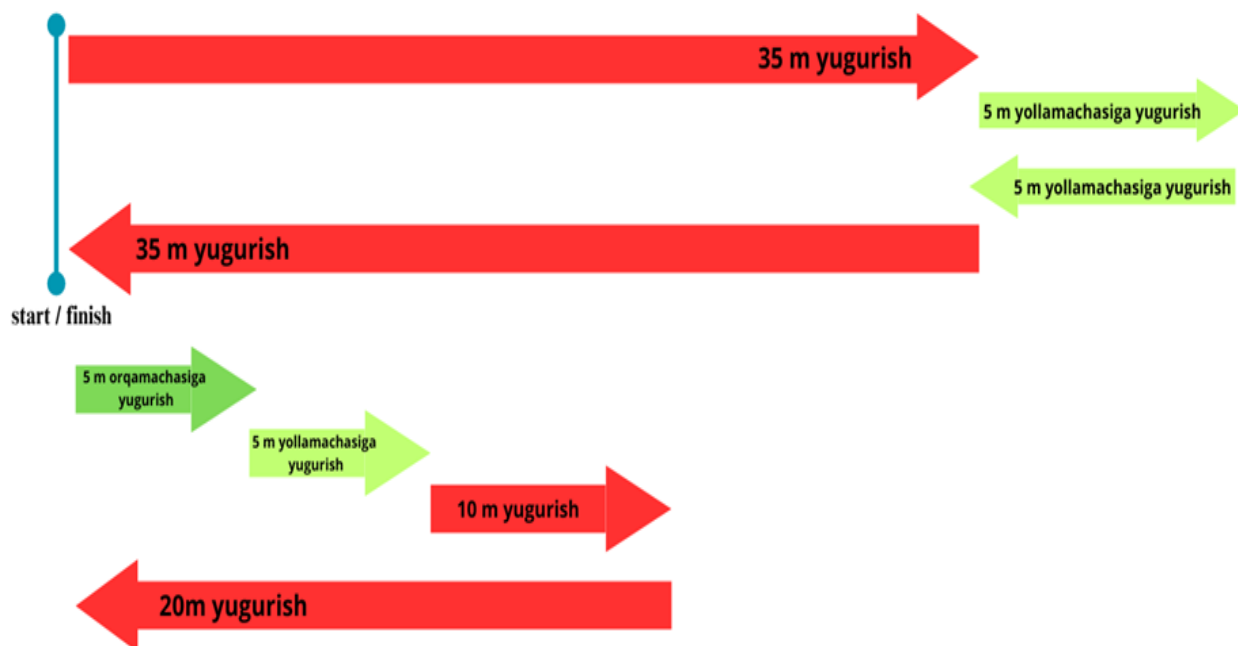 35 m yugurish
5 m yollamachasiga yugurish
5 m yollamachasiga yugurish
35 m yugurish
start / finish
5 m orqamachasiga
yugurish
5 m yollamachasiga
yugurish
10 m yugurish
20m yugurish